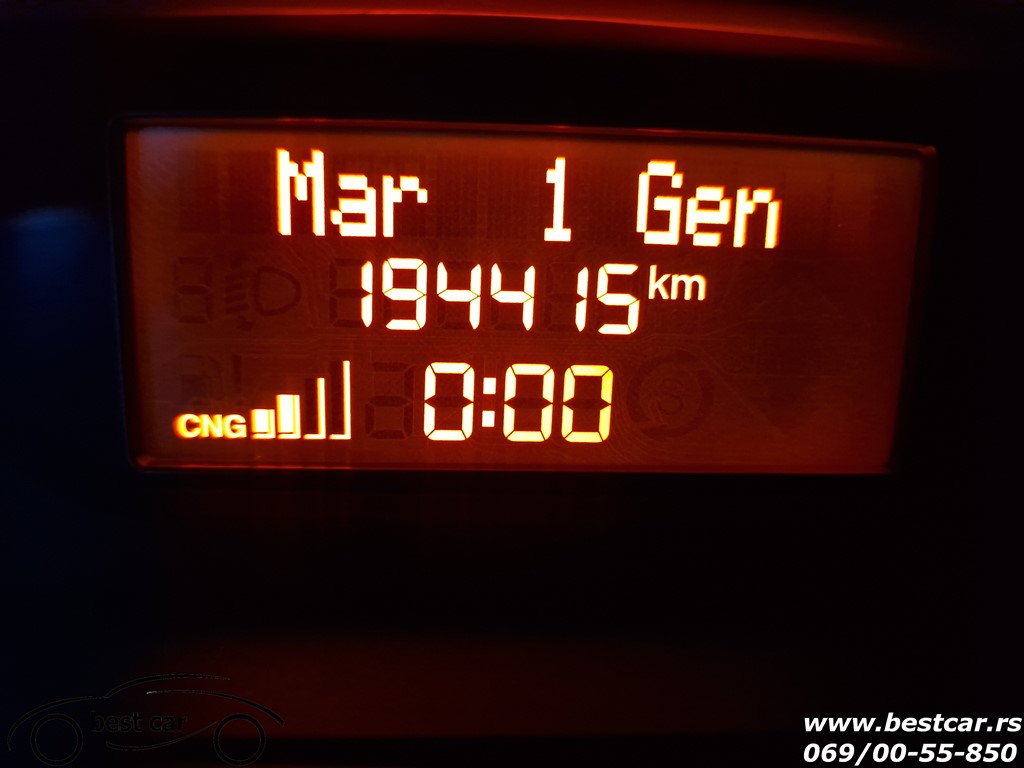 Mar 1 Gen
194415 km
CNG 0:00
best car
www.bestcar.rs
069/00-55-850